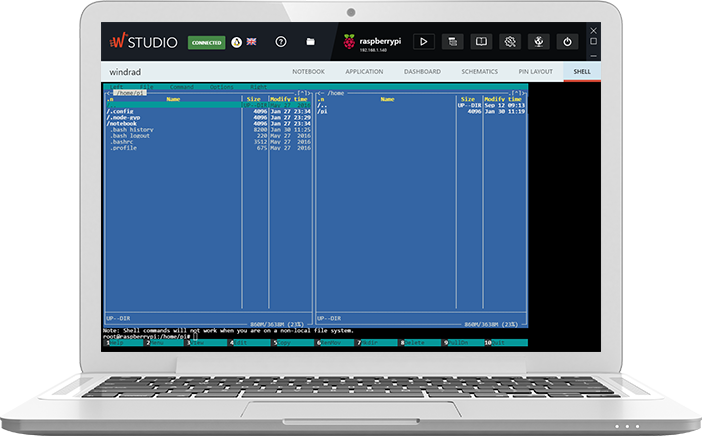 W STUDIO CONNECTED raspberrypi
192.168.1.140
windrad NOTEBOOK APPLICATION DASHBOARD SCHEMATICS PIN LAYOUT SHELL
Left File Command Options Right
/home/pi .[^] /home .[^]
.n Name Size Modify time .n Name Size Modify time
/.. UP--DIR /.. UP--DIR Sep 12 09:13
/.config 4096 Jan 27 23:34 /pi 4096 Jan 30 11:19
/.node-gyp 4096 Jan 27 23:29
/notebook 4096 Jan 27 23:34
.bash_history 8200 Jan 30 11:25
.bash_logout 220 May 27 2016
.bashrc 3512 May 27 2016
.profile 675 May 27 2016
UP--DIR UP--DIR
860M/3638M (23%) 860M/3638M (23%)
Note: Shell commands will not work when you are on a non-local file system.
root@raspberrypi:/home/pi#
1Help 2Menu 3View 4Edit 5Copy 6RenMov 7Mkdir 8Delete 9PullDn 10Quit